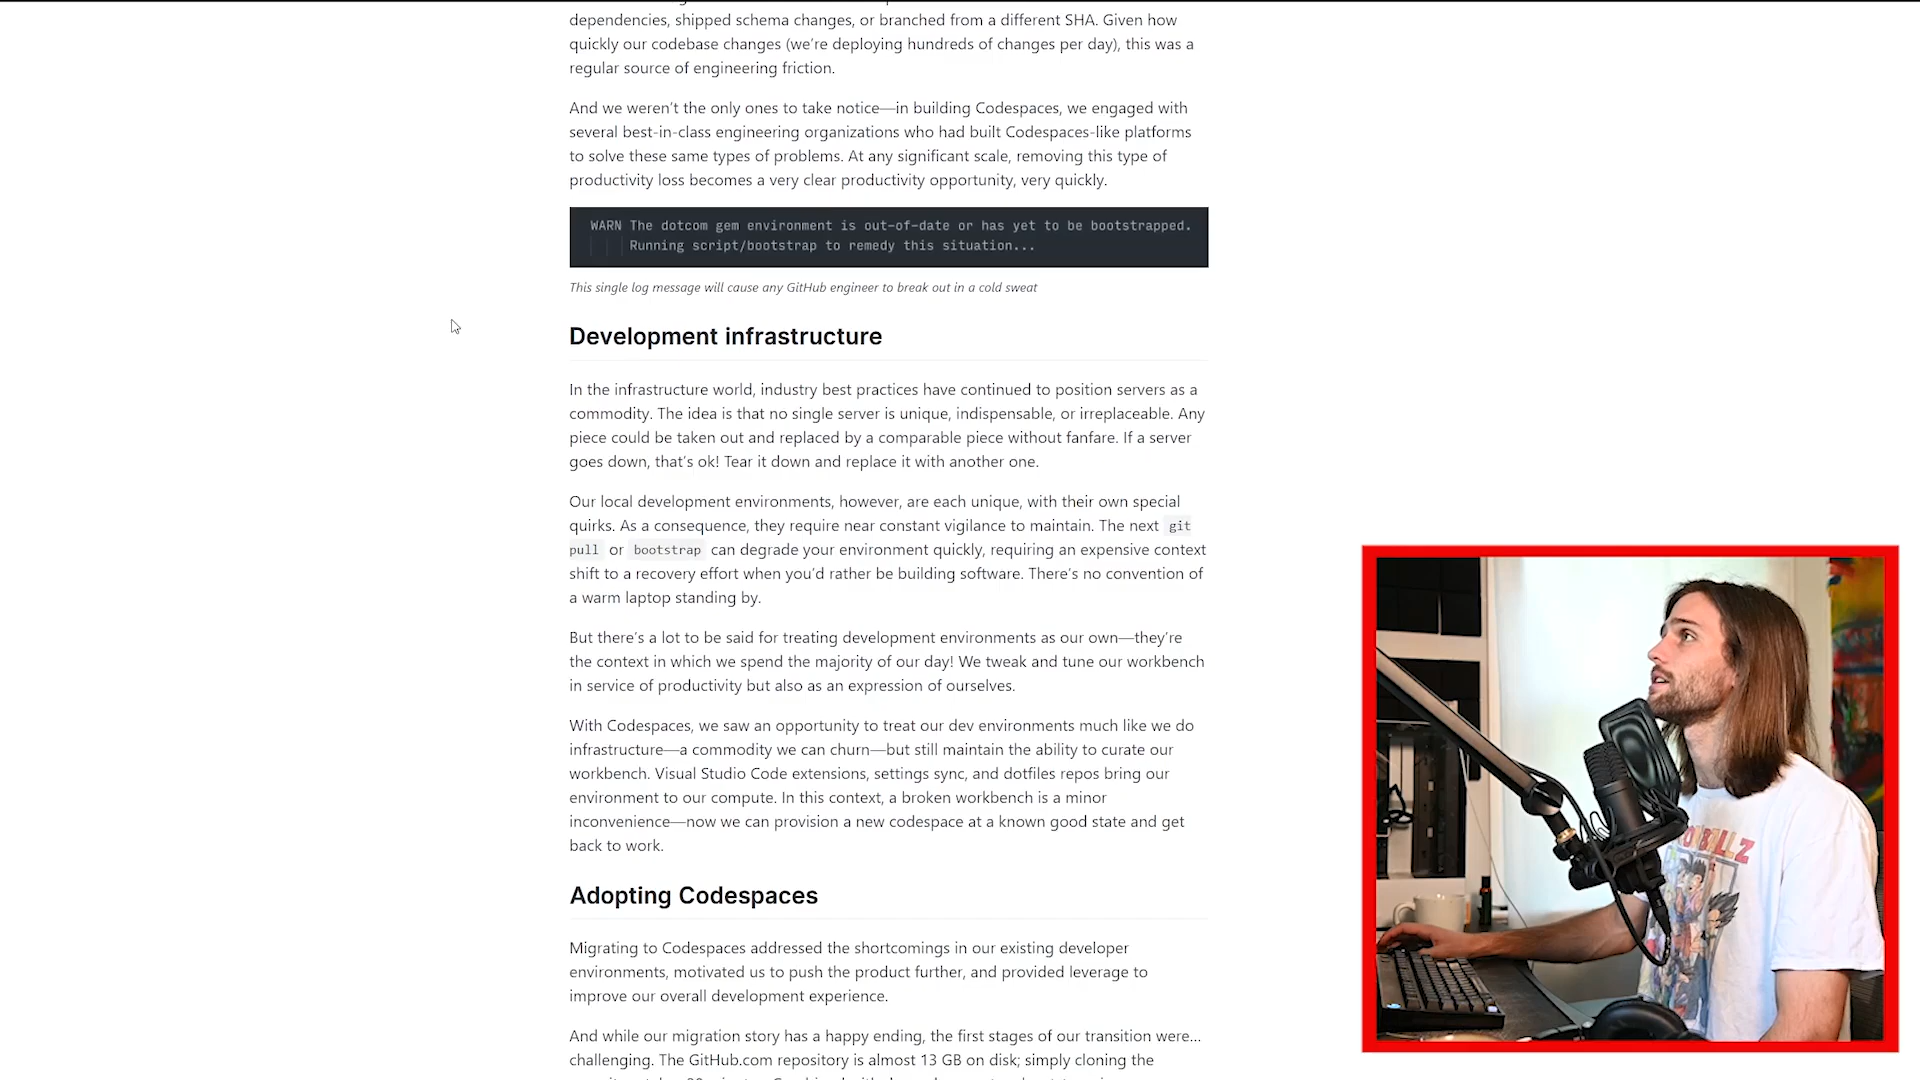 dependencies, shipped schema changes, or branched from a different SHA. Given how
quickly our codebase changes (we’re deploying hundreds of changes per day), this was a
regular source of engineering friction.
And we weren’t the only ones to take notice—in building Codespaces, we engaged with
several best-in-class engineering organizations who had built Codespaces-like platforms
to solve these same types of problems. At any significant scale, removing this type of
productivity loss becomes a very clear productivity opportunity, very quickly.
WARN The dotcom gem environment is out-of-date or has yet to be bootstrapped.
Running script/bootstrap to remedy this situation...
This single log message will cause any GitHub engineer to break out in a cold sweat
Development infrastructure
In the infrastructure world, industry best practices have continued to position servers as a
commodity. The idea is that no single server is unique, indispensable, or irreplaceable. Any
piece could be taken out and replaced by a comparable piece without fanfare. If a server
goes down, that’s ok! Tear it down and replace it with another one.
Our local development environments, however, are each unique, with their own special
quirks. As a consequence, they require near constant vigilance to maintain. The next git
pull or bootstrap can degrade your environment quickly, requiring an expensive context
shift to a recovery effort when you’d rather be building software. There’s no convention of
a warm laptop standing by.
But there’s a lot to be said for treating development environments as our own—they’re
the context in which we spend the majority of our day! We tweak and tune our workbench
in service of productivity but also as an expression of ourselves.
With Codespaces, we saw an opportunity to treat our dev environments much like we do
infrastructure—a commodity we can churn—but still maintain the ability to curate our
workbench. Visual Studio Code extensions, settings sync, and dotfiles repos bring our
environment to our compute. In this context, a broken workbench is a minor
inconvenience—now we can provision a new codespace at a known good state and get
back to work.
Adopting Codespaces
Migrating to Codespaces addressed the shortcomings in our existing developer
environments, motivated us to push the product further, and provided leverage to
improve our overall development experience.
And while our migration story has a happy ending, the first stages of our transition were…
challenging. The GitHub.com repository is almost 13 GB on disk; simply cloning the